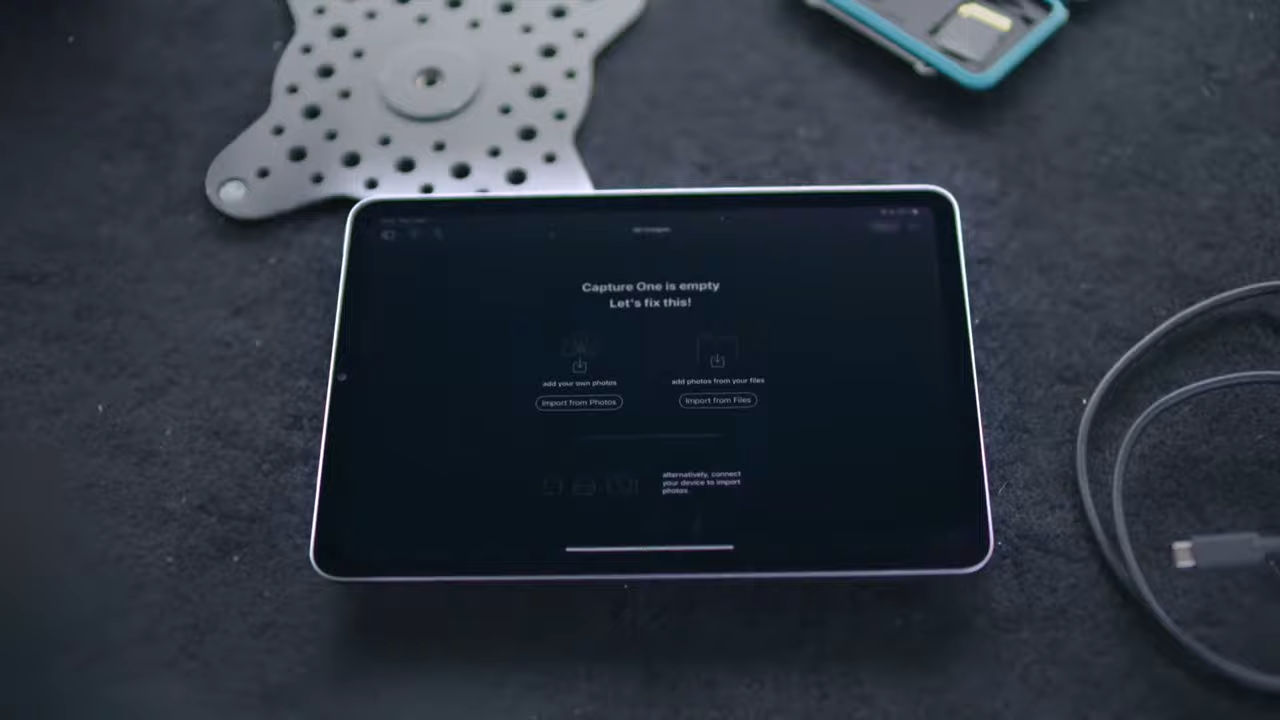 Capture One is empty
Let's fix this!
add your own photos
add photos from your files
Import from Photos
Import from Files
alternatively, connect
your device to import
photos.